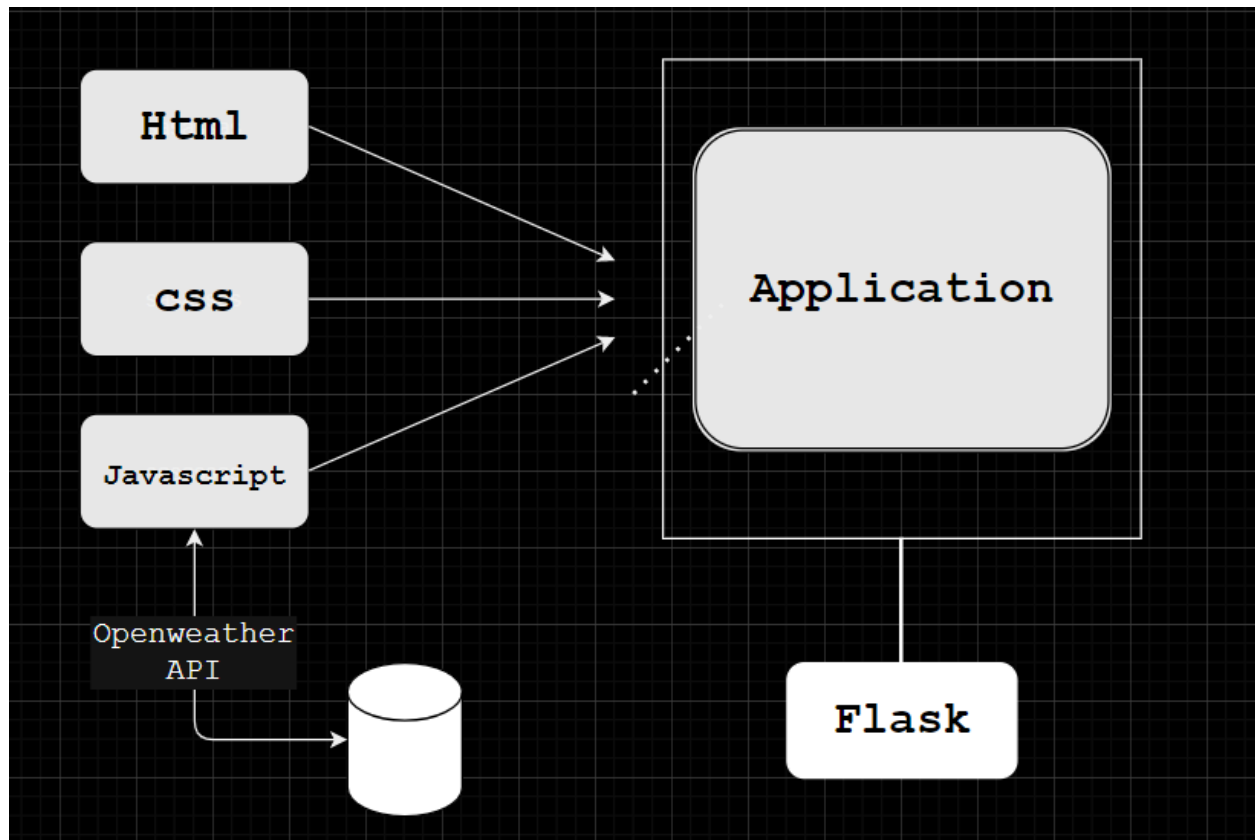 Html
css
Application
Javascript
Openweather
API
Flask